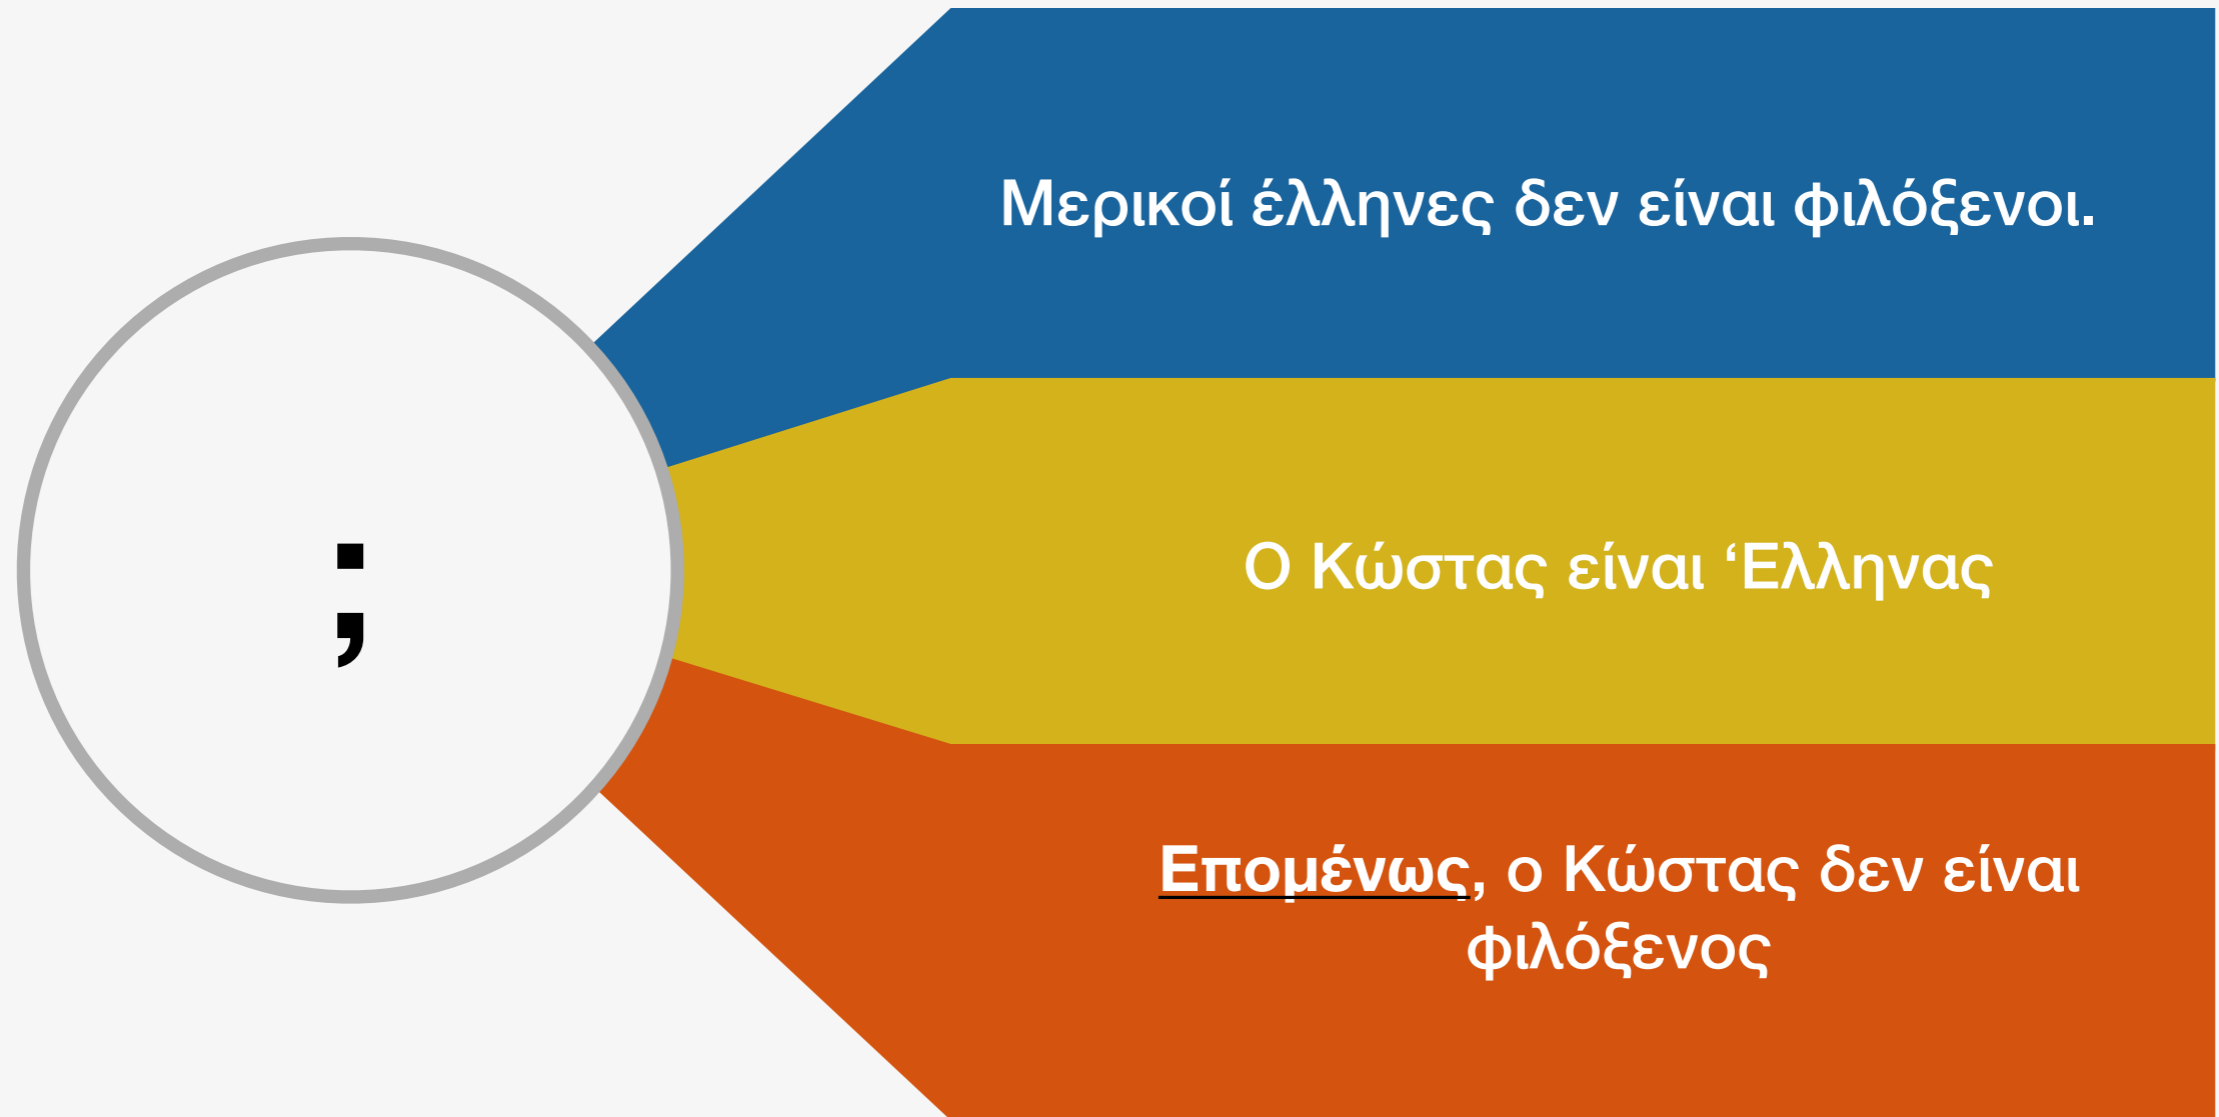 Μερικοί έλληνες δεν είναι φιλόξενοι.
;
Ο Κώστας είναι ‘Ελληνας
Επομένως, ο Κώστας δεν είναι
φιλόξενος